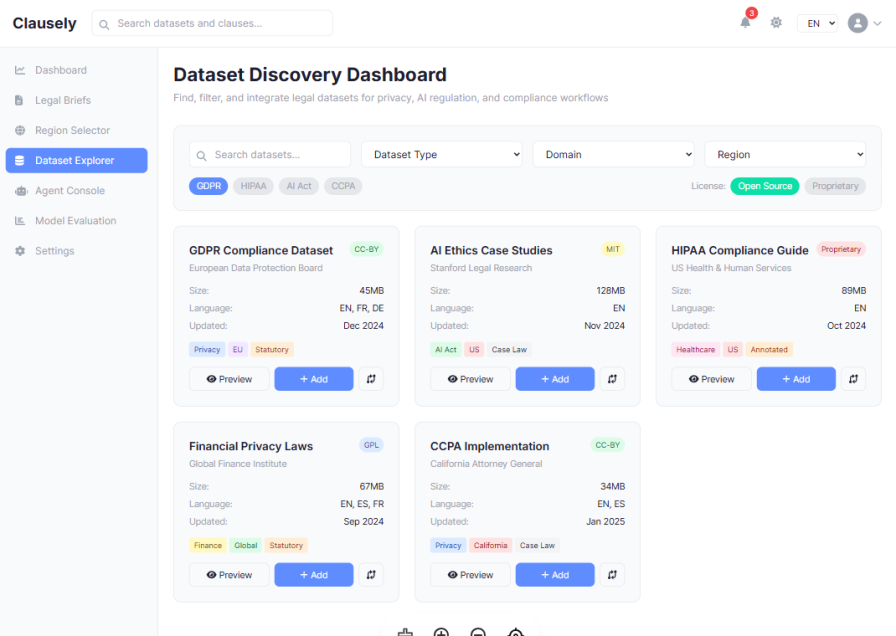 Clausely
Search datasets and clauses...
3
EN
Dashboard
Legal Briefs
Region Selector
Dataset Explorer
Agent Console
Model Evaluation
Settings
Dataset Discovery Dashboard
Find, filter, and integrate legal datasets for privacy, AI regulation, and compliance workflows
Search datasets...
Dataset Type
Domain
Region
GDPR HIPAA AI Act CCPA
License: Open Source Proprietary
GDPR Compliance Dataset CC-BY
European Data Protection Board
Size: 45MB
Language: EN, FR, DE
Updated: Dec 2024
Privacy EU Statutory
Preview + Add
AI Ethics Case Studies MIT
Stanford Legal Research
Size: 128MB
Language: EN
Updated: Nov 2024
AI Act US Case Law
Preview + Add
HIPAA Compliance Guide Proprietary
US Health & Human Services
Size: 89MB
Language: EN
Updated: Oct 2024
Healthcare US Annotated
Preview + Add
Financial Privacy Laws GPL
Global Finance Institute
Size: 67MB
Language: EN, ES, FR
Updated: Sep 2024
Finance Global Statutory
Preview + Add
CCPA Implementation CC-BY
California Attorney General
Size: 34MB
Language: EN, ES
Updated: Jan 2025
Privacy California Case Law
Preview + Add